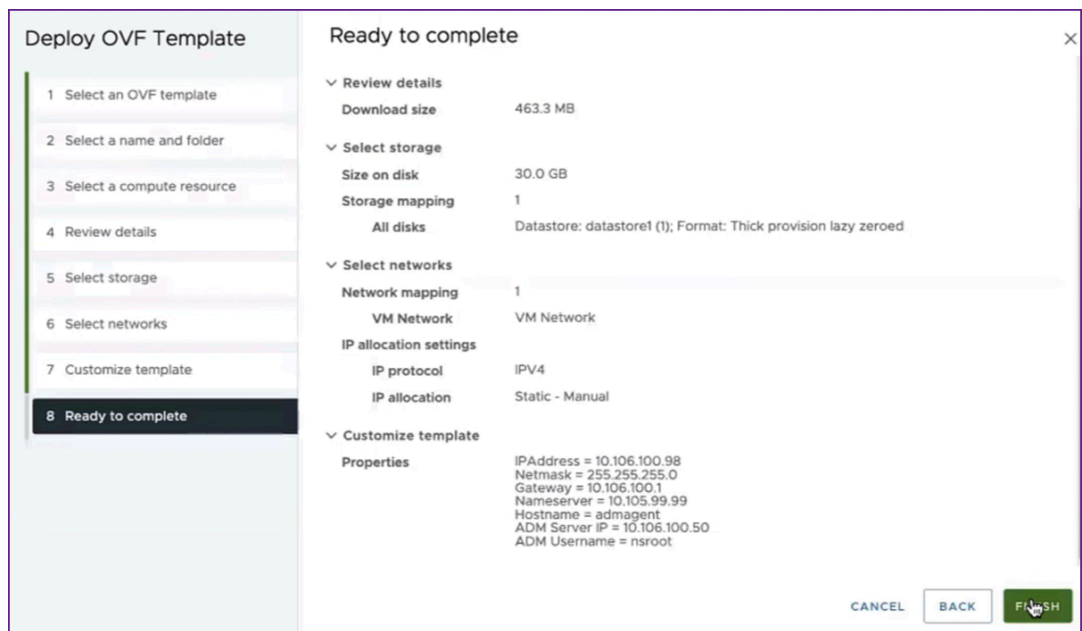 Deploy OVF Template
1 Select an OVF template
2 Select a name and folder
3 Select a compute resource
4 Review details
5 Select storage
6 Select networks
7 Customize template
8 Ready to complete
Ready to complete
Review details
Download size 463.3 MB
Select storage
Size on disk 30.0 GB
Storage mapping 1
All disks Datastore: datastore1 (1); Format: Thick provision lazy zeroed
Select networks
Network mapping 1
VM Network VM Network
IP allocation settings
IP protocol IPV4
IP allocation Static - Manual
Customize template
Properties IPAddress = 10.106.100.98
Netmask = 255.255.255.0
Gateway = 10.106.100.1
Nameserver = 10.105.99.99
Hostname = admagent
ADM Server IP = 10.106.100.50
ADM Username = nsroot
CANCEL BACK FINISH